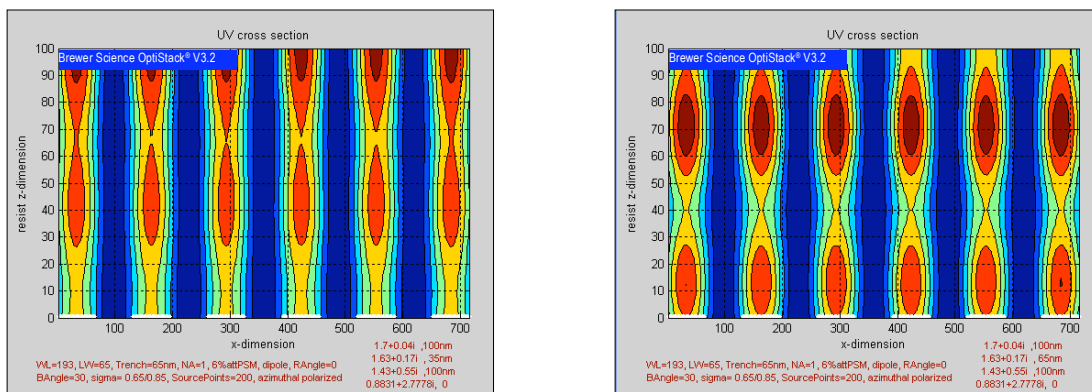 UV cross section
Brewer Science OptiStack® V3.2
100
90
80
70
60
50
40
30
20
10
0
resist z-dimension
100 200 300 400 500 600 700
x-dimension
1.7+0.04i ,100nm
1.63+0.17i , 35nm
1.43+0.55i ,100nm
0.8831+2.7778i, 0
WL=193, LW=65, Trench=65nm, NA=1, 6%attPSM, dipole, RAngle=0
BAngle=30, sigma= 0.65/0.85, SourcePoints=200, azimuthal polarized
UV cross section
Brewer Science OptiStack® V3.2
100
90
80
70
60
50
40
30
20
10
0
resist z-dimension
100 200 300 400 500 600 700
x-dimension
1.7+0.04i ,100nm
1.63+0.17i , 65nm
1.43+0.55i ,100nm
0.8831+2.7778i, 0
WL=193, LW=65, Trench=65nm, NA=1, 6%attPSM, dipole, RAngle=0
BAngle=30, sigma= 0.65/0.85, SourcePoints=200, azimuthal polarized